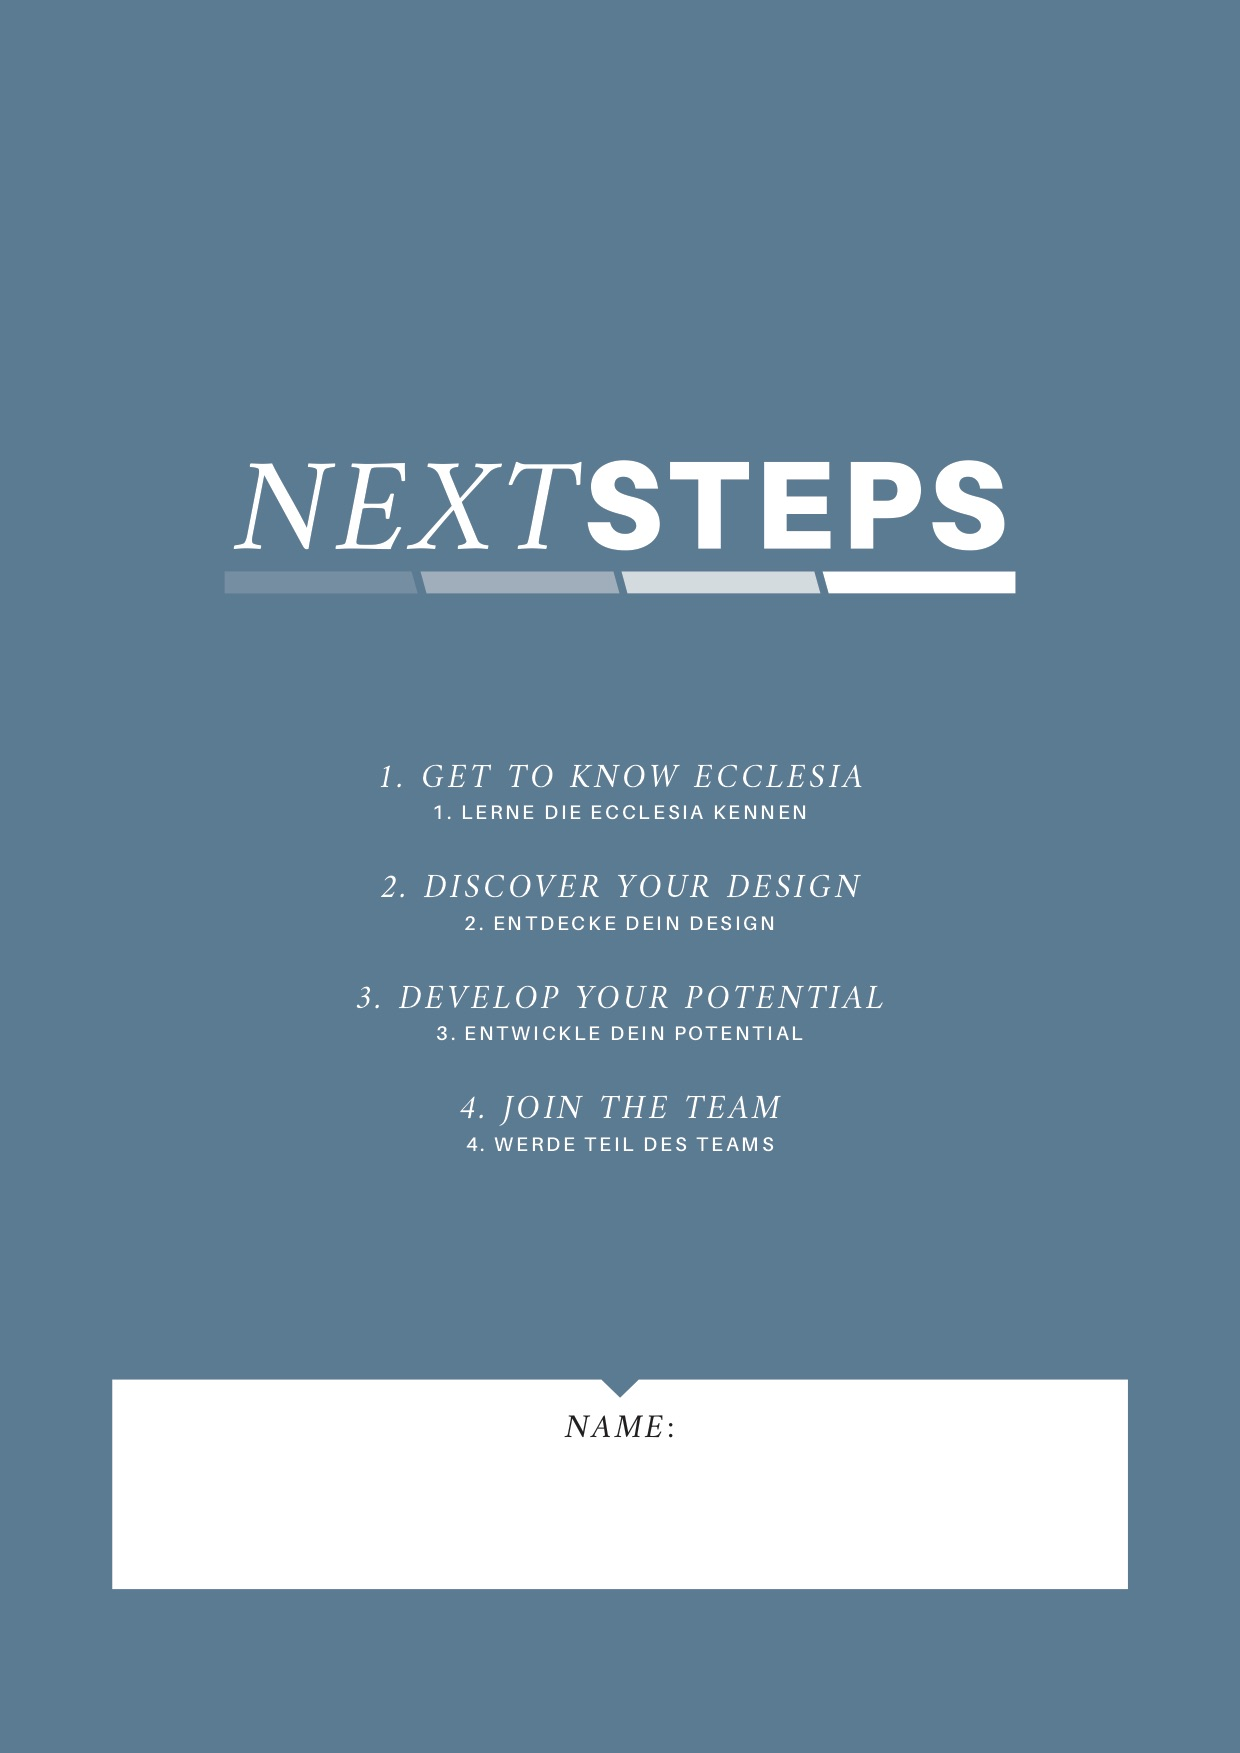 NEXTSTEPS
1. GET TO KNOW ECCLESIA
1. LERNE DIE ECCLESIA KENNEN
2. DISCOVER YOUR DESIGN
2. ENTDECKE DEIN DESIGN
3. DEVELOP YOUR POTENTIAL
3. ENTWICKLE DEIN POTENTIAL
4. JOIN THE TEAM
4. WERDE TEIL DES TEAMS
NAME: